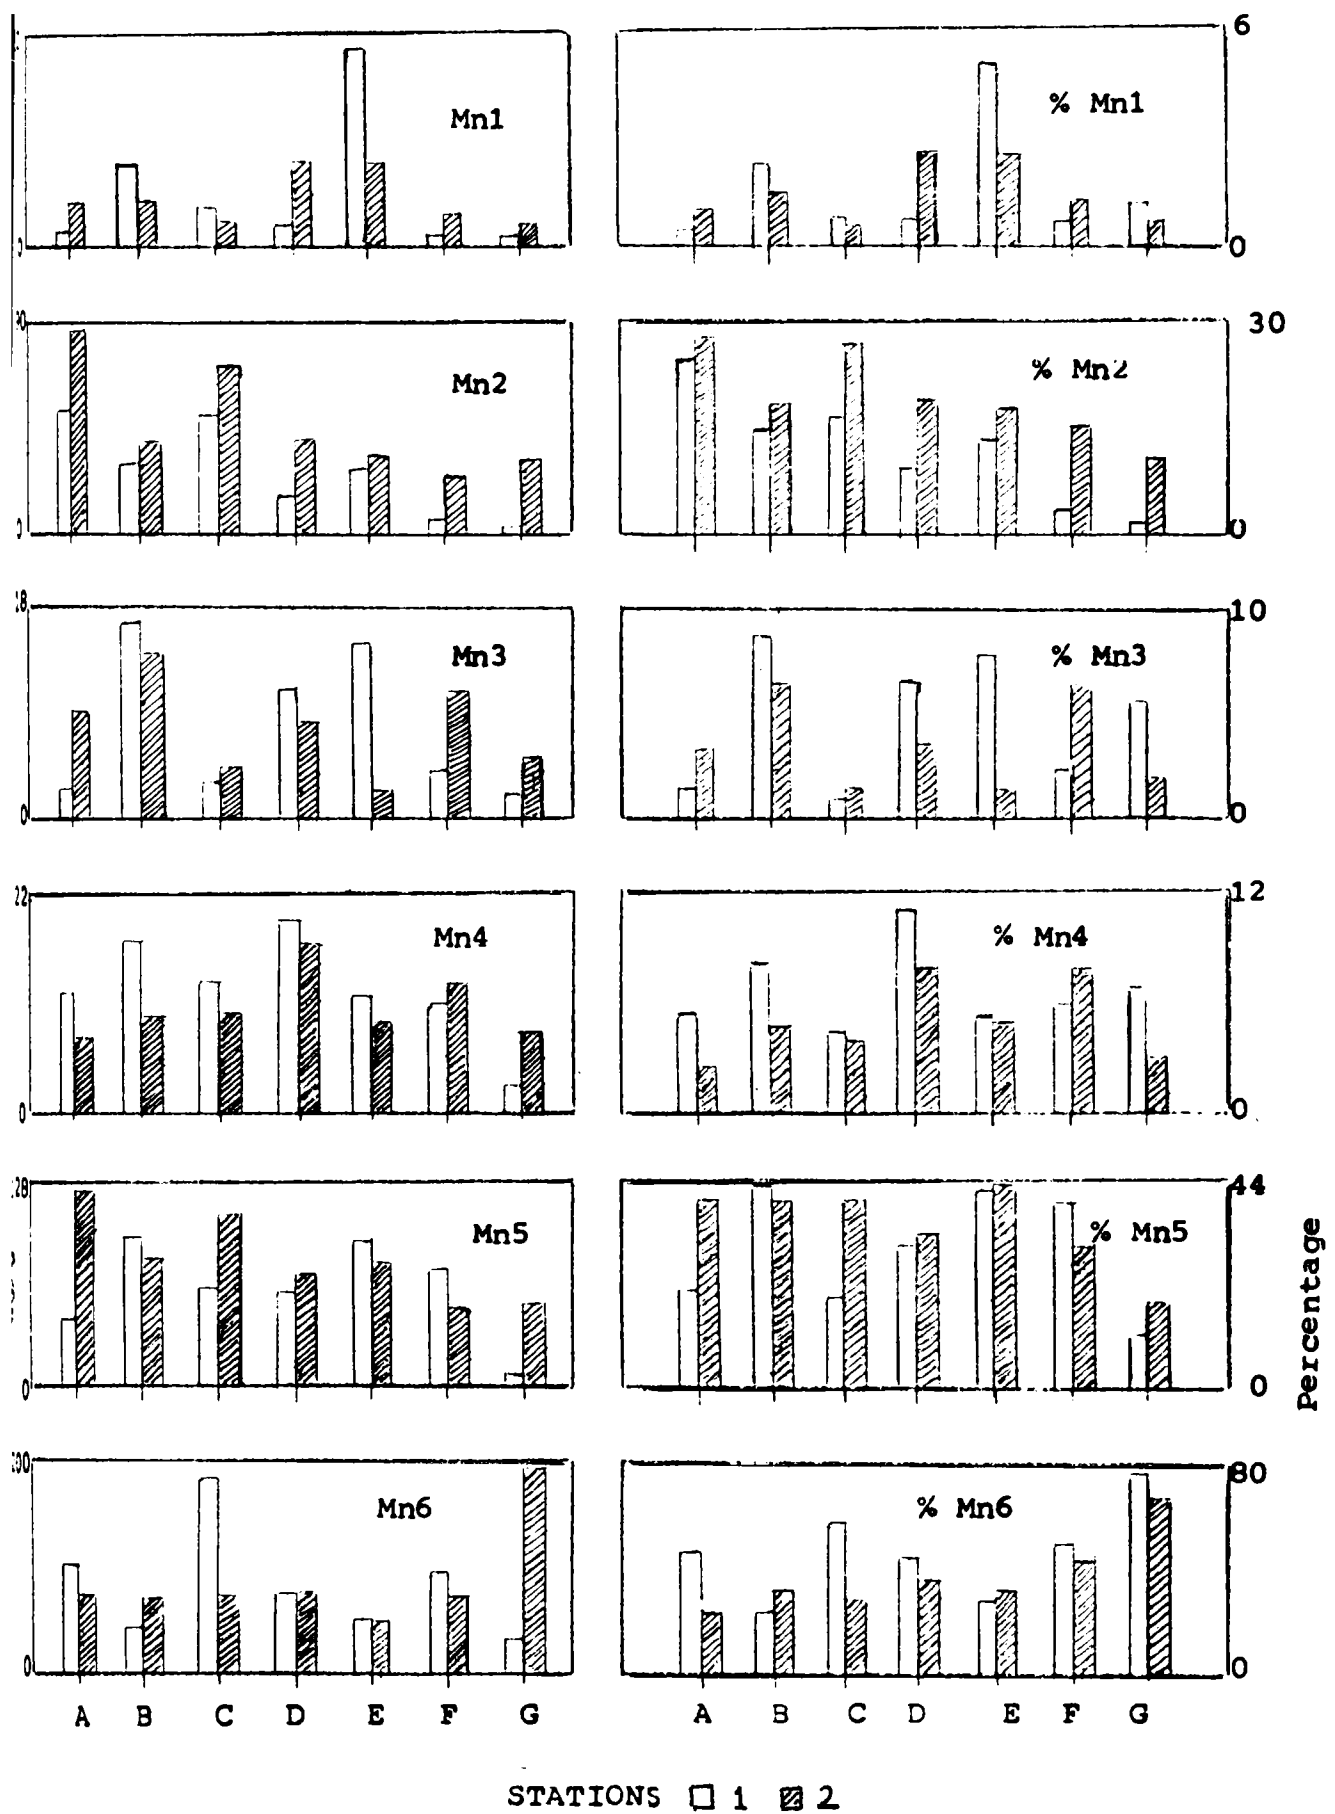 6
Mn1
% Mn1
0
30
Mn2
% Mn2
0
10
Mn3
% Mn3
0 0
22 12
Mn4
% Mn4
0 0
44
Mn5
% Mn5
0 0
80
Mn6
% Mn6
0 0
Percentage
A B C D E F G A B C D E F G
STATIONS 1 2